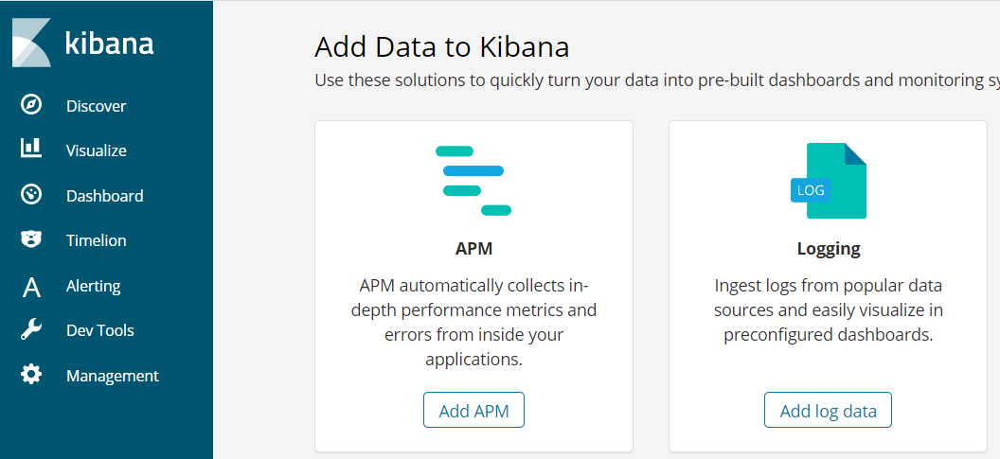 kibana
Discover
Visualize
Dashboard
Timelion
A Alerting
Dev Tools
Management
Add Data to Kibana
Use these solutions to quickly turn your data into pre-built dashboards and monitoring
APM
APM automatically collects in-
depth performance metrics and
errors from inside your
applications.
Add APM
LOG
Logging
Ingest logs from popular data
sources and easily visualize in
preconfigured dashboards.
Add log data